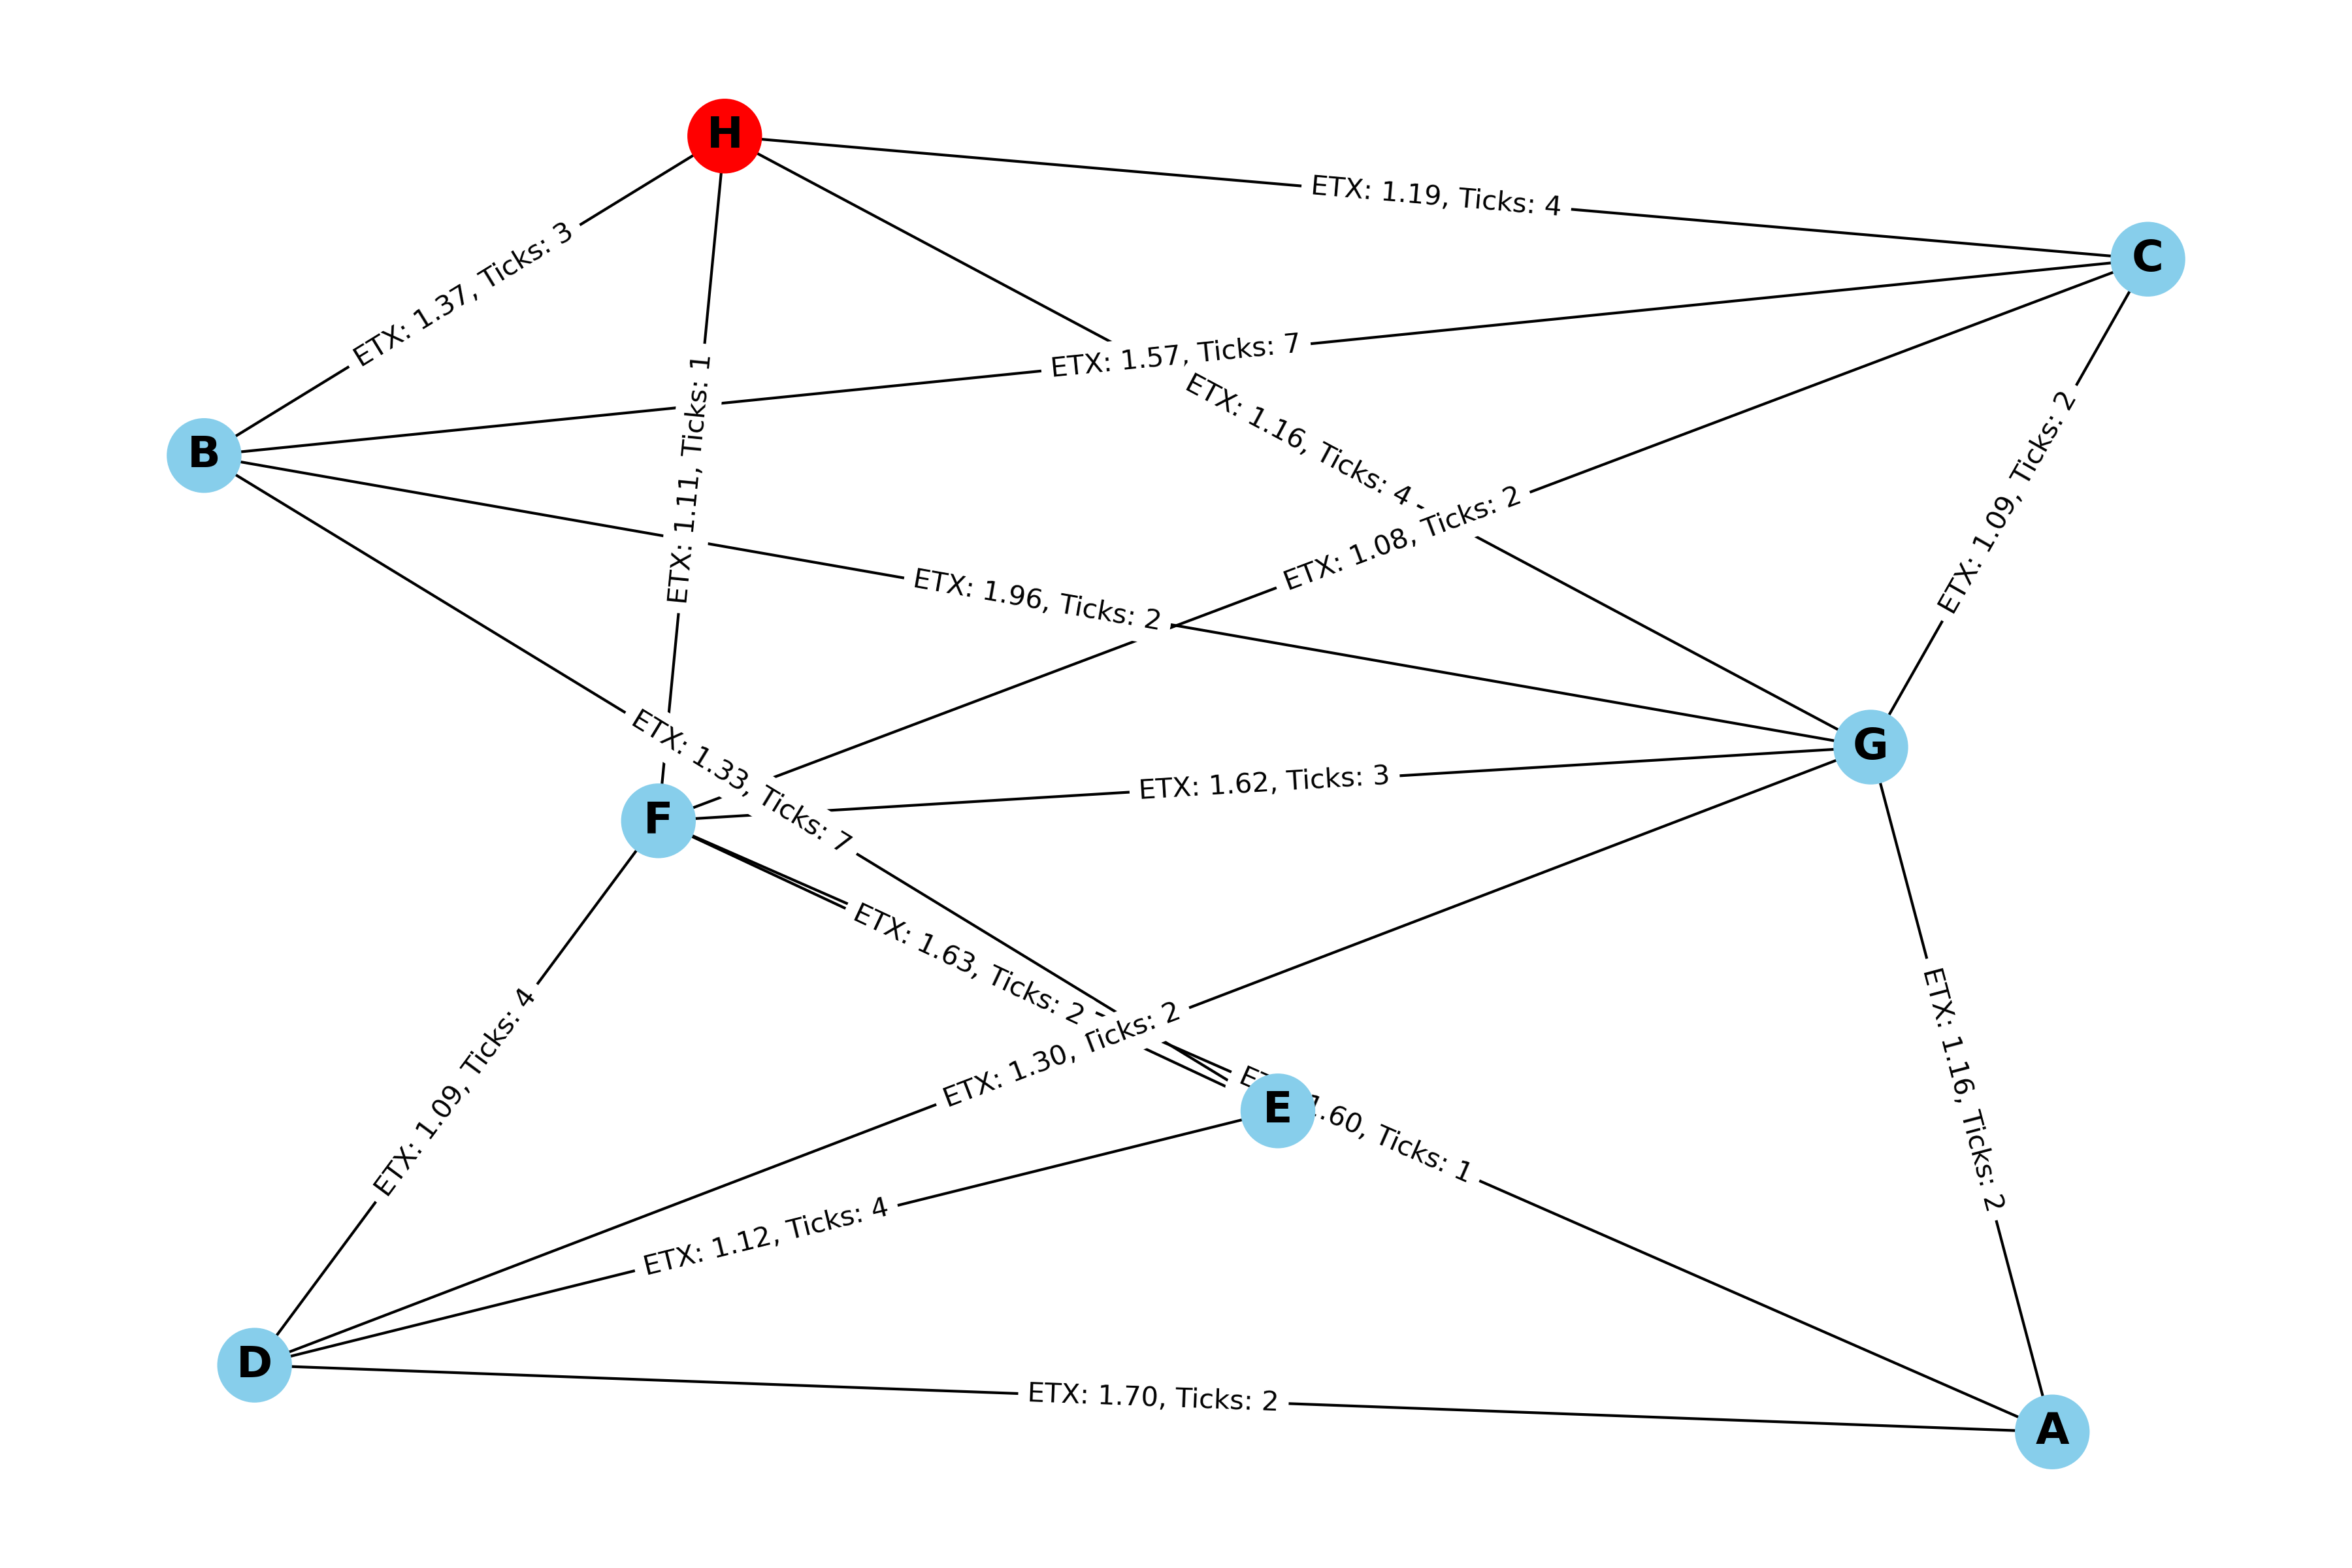 H
ETX: 1.19, Ticks: 4
C
ETX: 1.37, Ticks: 3
ETX: 1.57, Ticks: 7
ETX: 1.11, Ticks: 1
ETX: 1.16, Ticks: 4
B
ETX: 1.09, Ticks: 2
ETX: 1.08, Ticks: 2
ETX: 1.96, Ticks: 2
G
ETX: 1.33, Ticks: 7
ETX: 1.62, Ticks: 3
F
ETX: 1.63, Ticks: 2
ETX: 1.30, Ticks: 2
ETX: 1.09, Ticks: 4
ETX: 1.16, Ticks: 2
E
.60, Ticks: 1
ETX: 1.12, Ticks: 4
D
ETX: 1.70, Ticks: 2
A